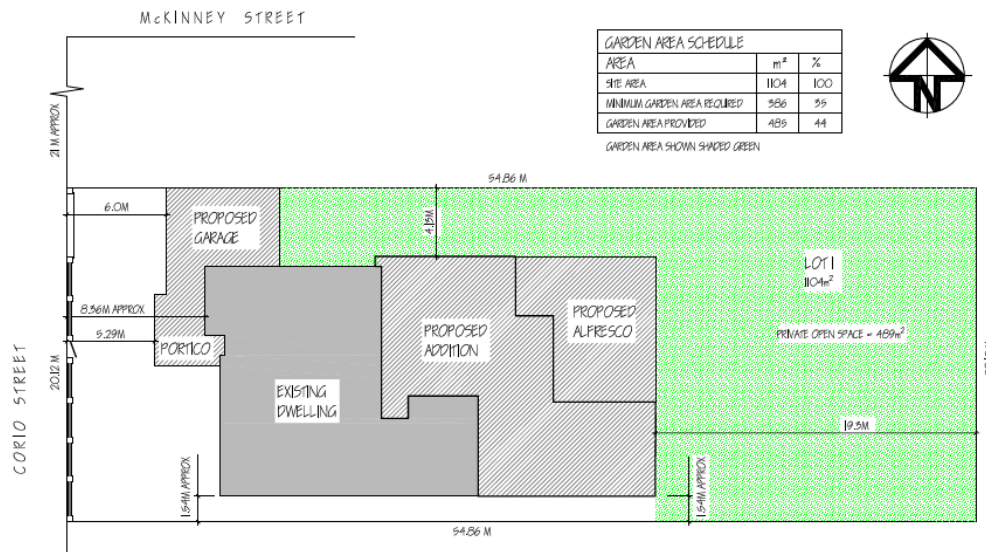 McKINNEY STREET
GARDEN AREA SCHEDULE
AREA m² %
SITE AREA 1104 100
MINIMUM GARDEN AREA REQUIRED 386 35
GARDEN AREA PROVIDED 485 44
GARDEN AREA SHOWN SHADED GREEN
N
21 M APPROX
54.86 M
6.0M
PROPOSED
GARAGE
4.13M
LOT 1
1104m²
8.36M APPROX
PROPOSED
ALFRESCO
5.29M
PROPOSED
ADDITION
PRIVATE OPEN SPACE = 489m²
PORTICO
20.12 M
CORIO STREET
EXISTING
DWELLING
19.3M
1.54M APPROX
1.54M APPROX
54.86 M